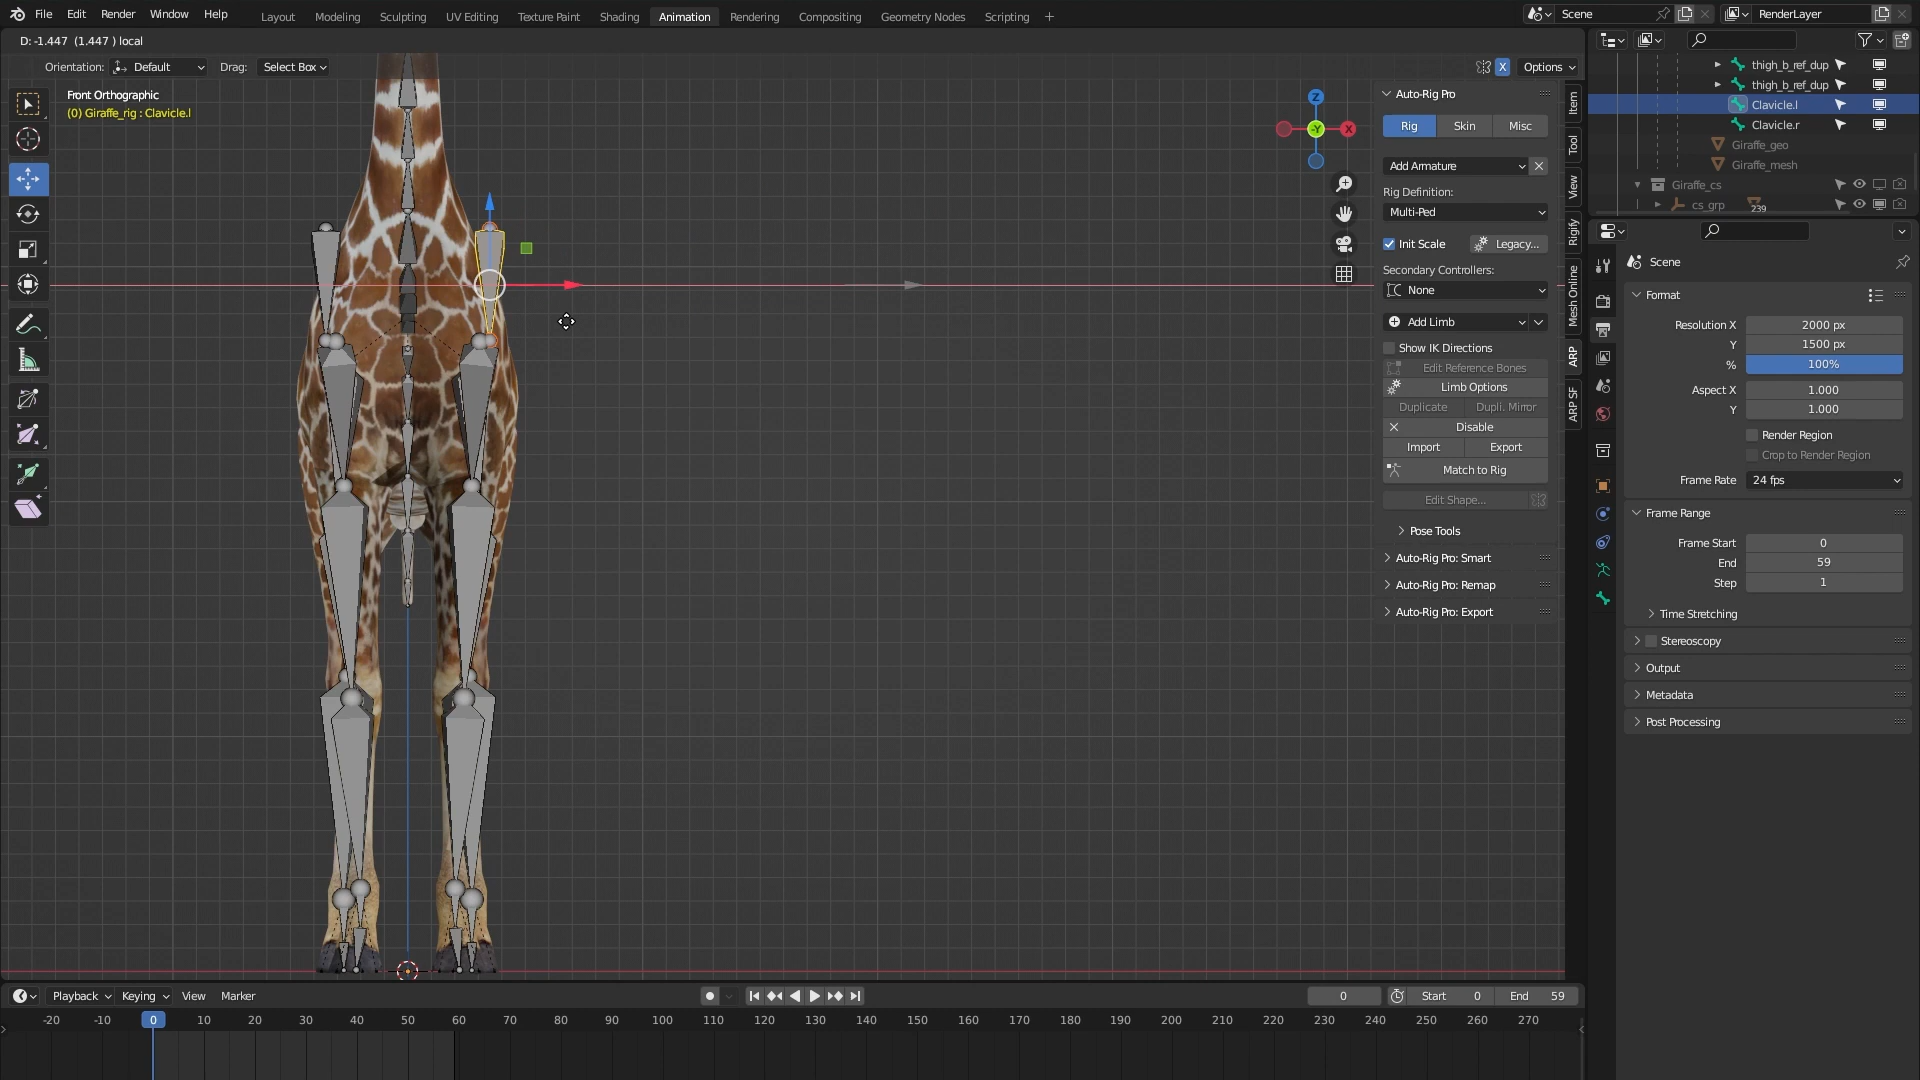 File Edit Render Window Help Layout Modeling Sculpting UV Editing Texture Paint Shading Animation Rendering Compositing Geometry Nodes Scripting + Scene RenderLayer
D: -1.447 (1.447 ) local
Orientation: Default Drag: Select Box X Options
Front Orthographic
(0) Giraffe_rig : Clavicle.l
Z
-Y
X
Item
Tool
View
Rigify
Mesh Online
ARP
ARP SF
Auto-Rig Pro
Rig Skin Misc
Add Armature
Rig Definition:
Multi-Ped
Init Scale Legacy...
Secondary Controllers:
None
Add Limb
Show IK Directions
Edit Reference Bones
Limb Options
Duplicate Dupli. Mirror
Disable
Import Export
Match to Rig
Edit Shape...
Pose Tools
Auto-Rig Pro: Smart
Auto-Rig Pro: Remap
Auto-Rig Pro: Export
thigh_b_ref_dup
thigh_b_ref_dup
Clavicle.l
Clavicle.r
Giraffe_geo
Giraffe_mesh
Giraffe_cs
cs_grp 239
Scene
Format
Resolution X 2000 px
Y 1500 px
% 100%
Aspect X 1.000
Y 1.000
Render Region
Crop to Render Region
Frame Rate 24 fps
Frame Range
Frame Start 0
End 59
Step 1
Time Stretching
Stereoscopy
Output
Metadata
Post Processing
Playback Keying View Marker 0 Start 0 End 59
-20 -10 0 10 20 30 40 50 60 70 80 90 100 110 120 130 140 150 160 170 180 190 200 210 220 230 240 250 260 270